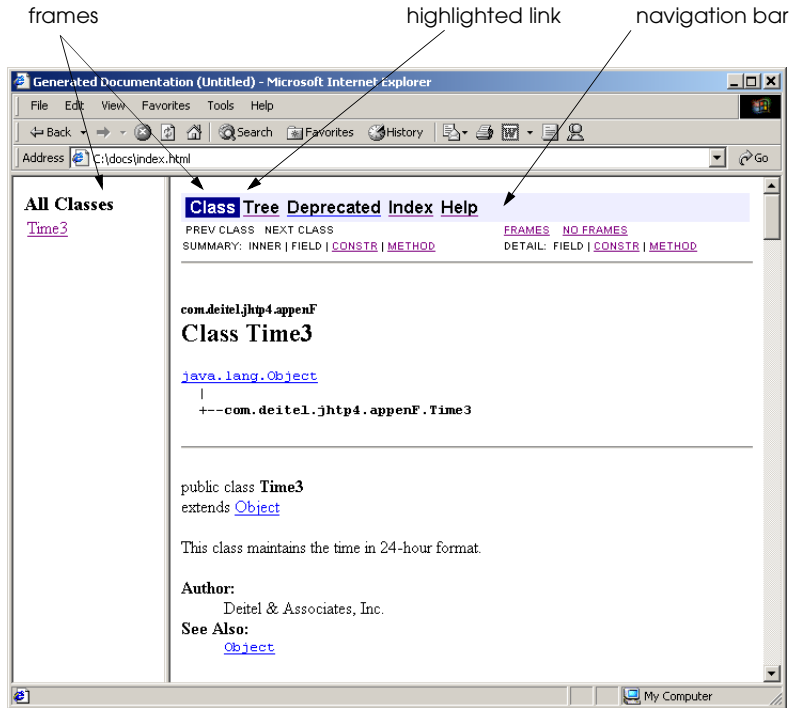 frames highlighted link navigation bar
Generated Documentation (Untitled) - Microsoft Internet Explorer
File Edit View Favorites Tools Help
Back Search Favorites History
Address C:\docs\index.html Go
All Classes
Time3
Class Tree Deprecated Index Help
PREV CLASS NEXT CLASS FRAMES NO FRAMES
SUMMARY: INNER | FIELD | CONSTR | METHOD DETAIL: FIELD | CONSTR | METHOD
com.deitel.jhtp4.appenF
Class Time3
java.lang.Object
|
+--com.deitel.jhtp4.appenF.Time3
public class Time3
extends Object
This class maintains the time in 24-hour format.
Author:
Deitel & Associates, Inc.
See Also:
Object
My Computer